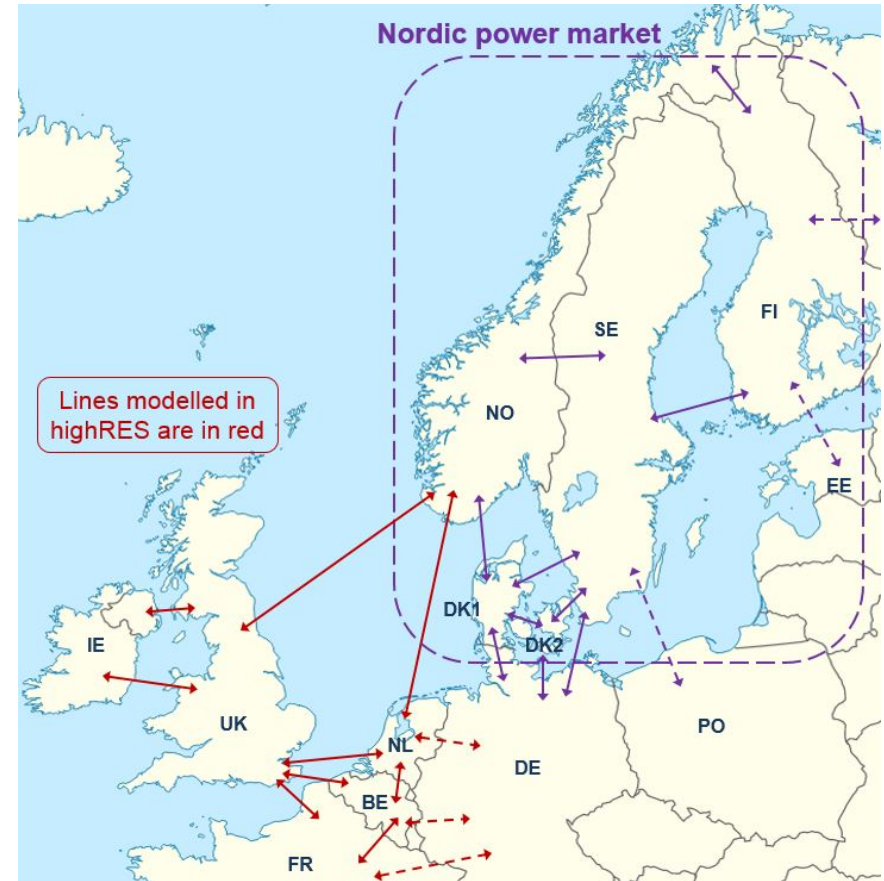 Nordic power market
FI
SE
Lines modelled in
highRES are in red
NO
EE
DK1
IE
DK2
UK
PO
NL
DE
BE
FR